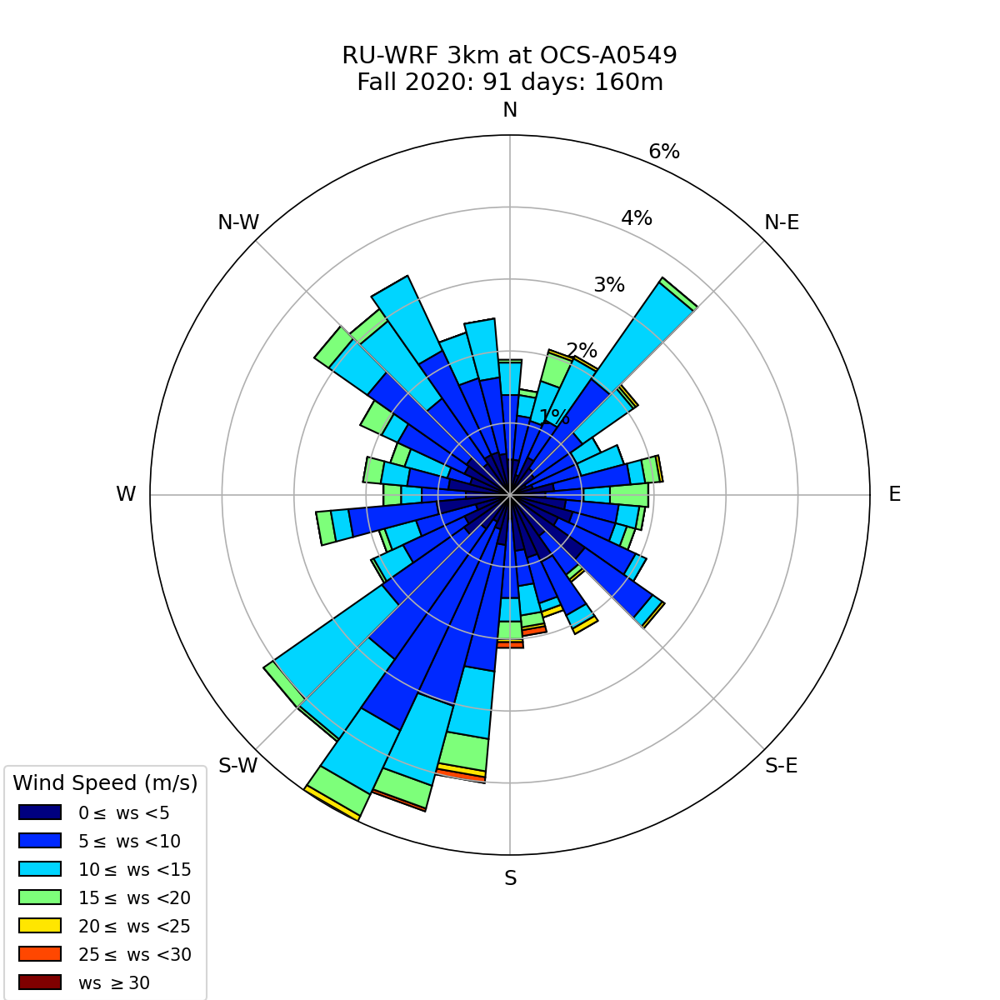 RU-WRF 3km at OCS-A0549
Fall 2020: 91 days: 160m
N
6%
N-W
4%
N-E
3%
2%
1%
W
E
S-W
S-E
S
Wind Speed (m/s)
0 ≤ ws <5
5 ≤ ws <10
10 ≤ ws <15
15 ≤ ws <20
20 ≤ ws <25
25 ≤ ws <30
ws ≥ 30